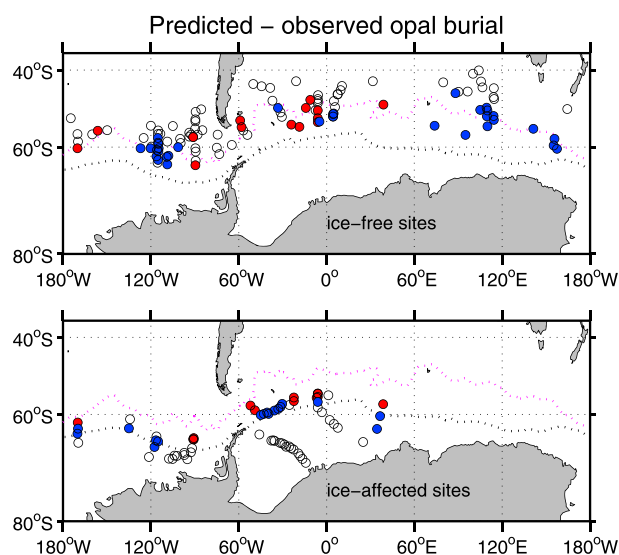 Predicted − observed opal burial
40°S
60°S
80°S
ice−free sites
180°W 120°W 60°W 0° 60°E 120°E 180°W
40°S
60°S
80°S
ice−affected sites
180°W 120°W 60°W 0° 60°E 120°E 180°W